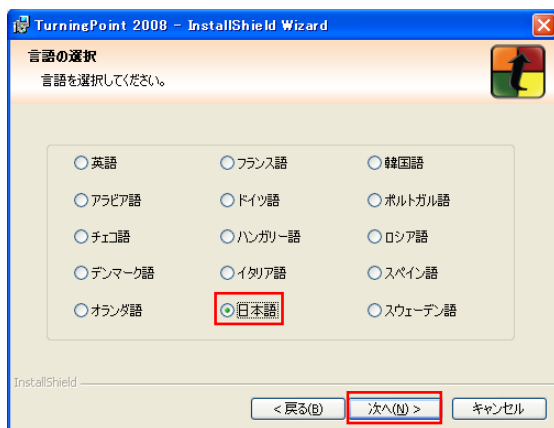 TurningPoint 2008 - InstallShield Wizard
言語の選択
言語を選択してください。
英語 フランス語 韓国語
アラビア語 ドイツ語 ポルトガル語
チェコ語 ハンガリー語 ロシア語
デンマーク語 イタリア語 スペイン語
オランダ語 日本語 スウェーデン語
InstallShield
< 戻る(B) 次へ(N) > キャンセル